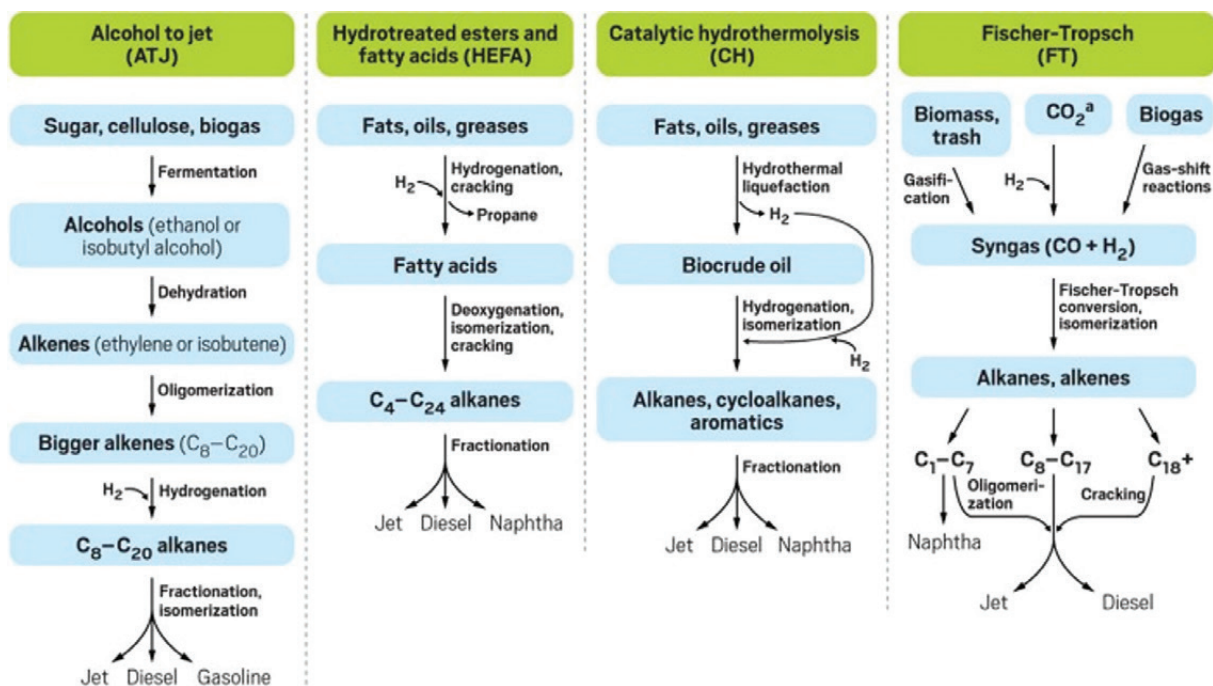 Alcohol to jet
(ATJ)
Sugar, cellulose, biogas
Fermentation
Alcohols (ethanol or
isobutyl alcohol)
Dehydration
Alkenes (ethylene or isobutene)
Oligomerization
Bigger alkenes (C₈–C₂₀)
H₂
Hydrogenation
C₈–C₂₀ alkanes
Fractionation,
isomerization
Jet
Diesel
Gasoline
Hydrotreated esters and
fatty acids (HEFA)
Fats, oils, greases
Hydrogenation,
cracking
H₂
Propane
Fatty acids
Deoxygenation,
isomerization,
cracking
C₄–C₂₄ alkanes
Fractionation
Jet
Diesel
Naphtha
Catalytic hydrothermolysis
(CH)
Fats, oils, greases
Hydrothermal
liquefaction
H₂
Biocrude oil
Hydrogenation,
isomerization
H₂
Alkanes, cycloalkanes,
aromatics
Fractionation
Jet
Diesel
Naphtha
Fischer-Tropsch
(FT)
Biomass,
trash
CO₂ᵃ
Biogas
Gasifi-
cation
H₂
Gas-shift
reactions
Syngas (CO + H₂)
Fischer-Tropsch
conversion,
isomerization
Alkanes, alkenes
C₁–C₇
C₈–C₁₇
C₁₈+
Oligomeri-
zation
Cracking
Naphtha
Jet
Diesel